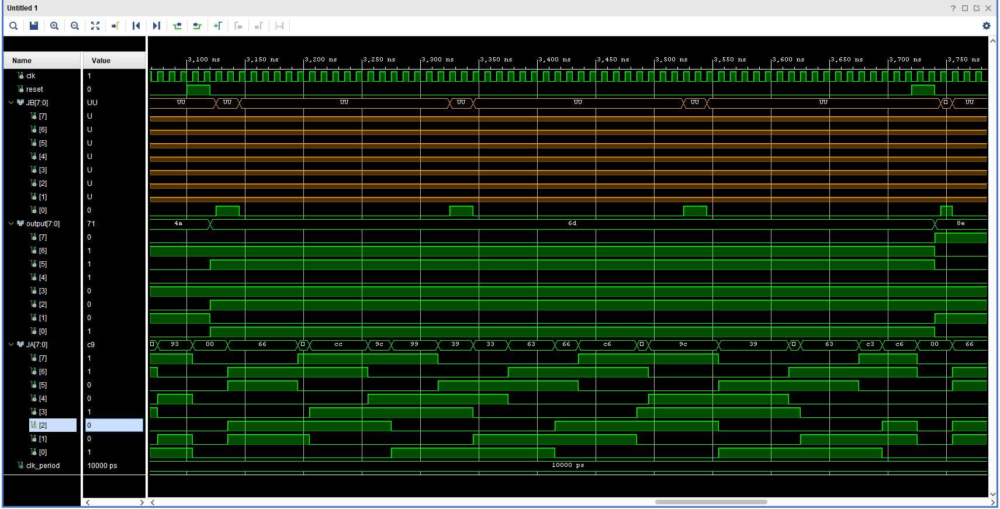 Untitled 1
?
Name Value
3,100 ns 3,150 ns 3,200 ns 3,250 ns 3,300 ns 3,350 ns 3,400 ns 3,450 ns 3,500 ns 3,550 ns 3,600 ns 3,650 ns 3,700 ns 3,750 ns
clk 1
reset 0
JB[7:0] UU UU UU UU UU UU UU UU UU
[7] U
[6] U
[5] U
[4] U
[3] U
[2] U
[1] U
[0] 0
output[7:0] 71 4a 6d 8e
[7] 0
[6] 1
[5] 1
[4] 1
[3] 0
[2] 0
[1] 0
[0] 1
JA[7:0] c9 93 00 66 cc 9c 99 39 33 63 66 c6 9c 39 63 c3 c6 00 66
[7] 1
[6] 1
[5] 0
[4] 0
[3] 1
[2] 0
[1] 0
[0] 1
clk_period 10000 ps 10000 ps